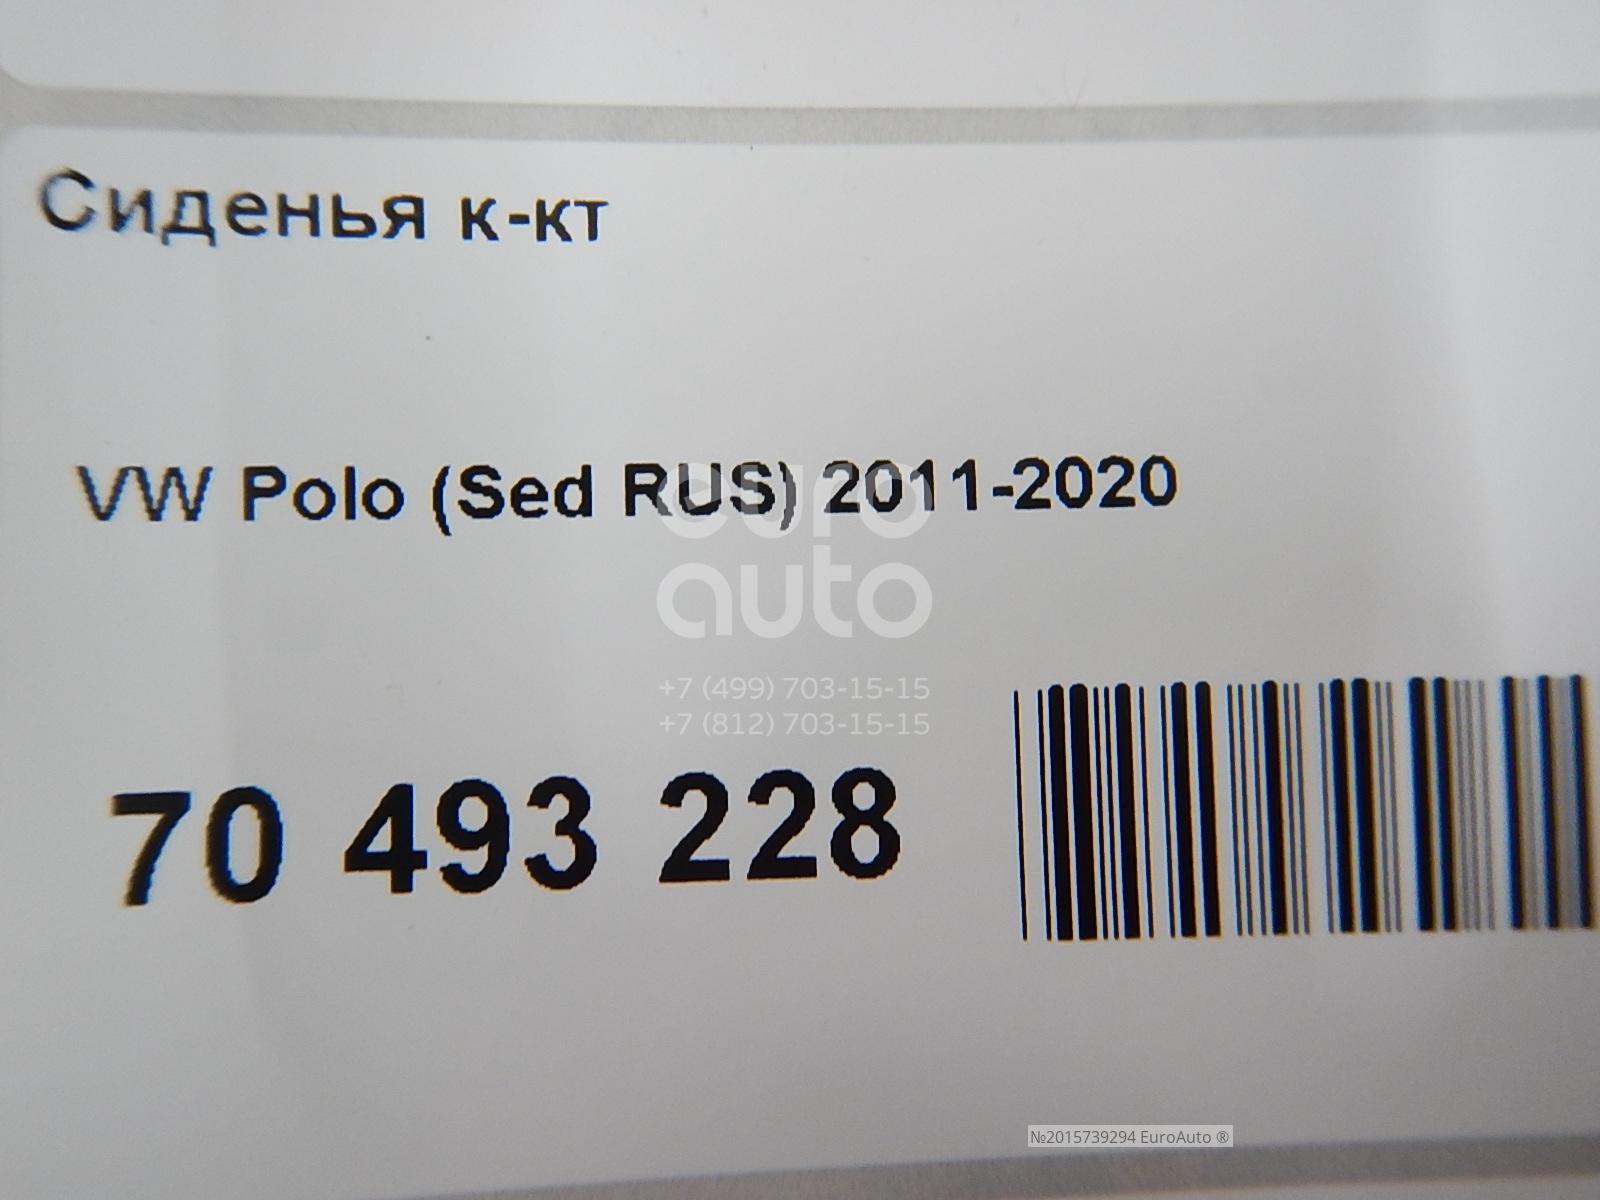 Сиденья к-кт
VW Polo (Sed RUS) 2011-2020
euro
auto
+7 (499) 703-15-15
+7 (812) 703-15-15
70 493 228
№2015739294 EuroAuto ®